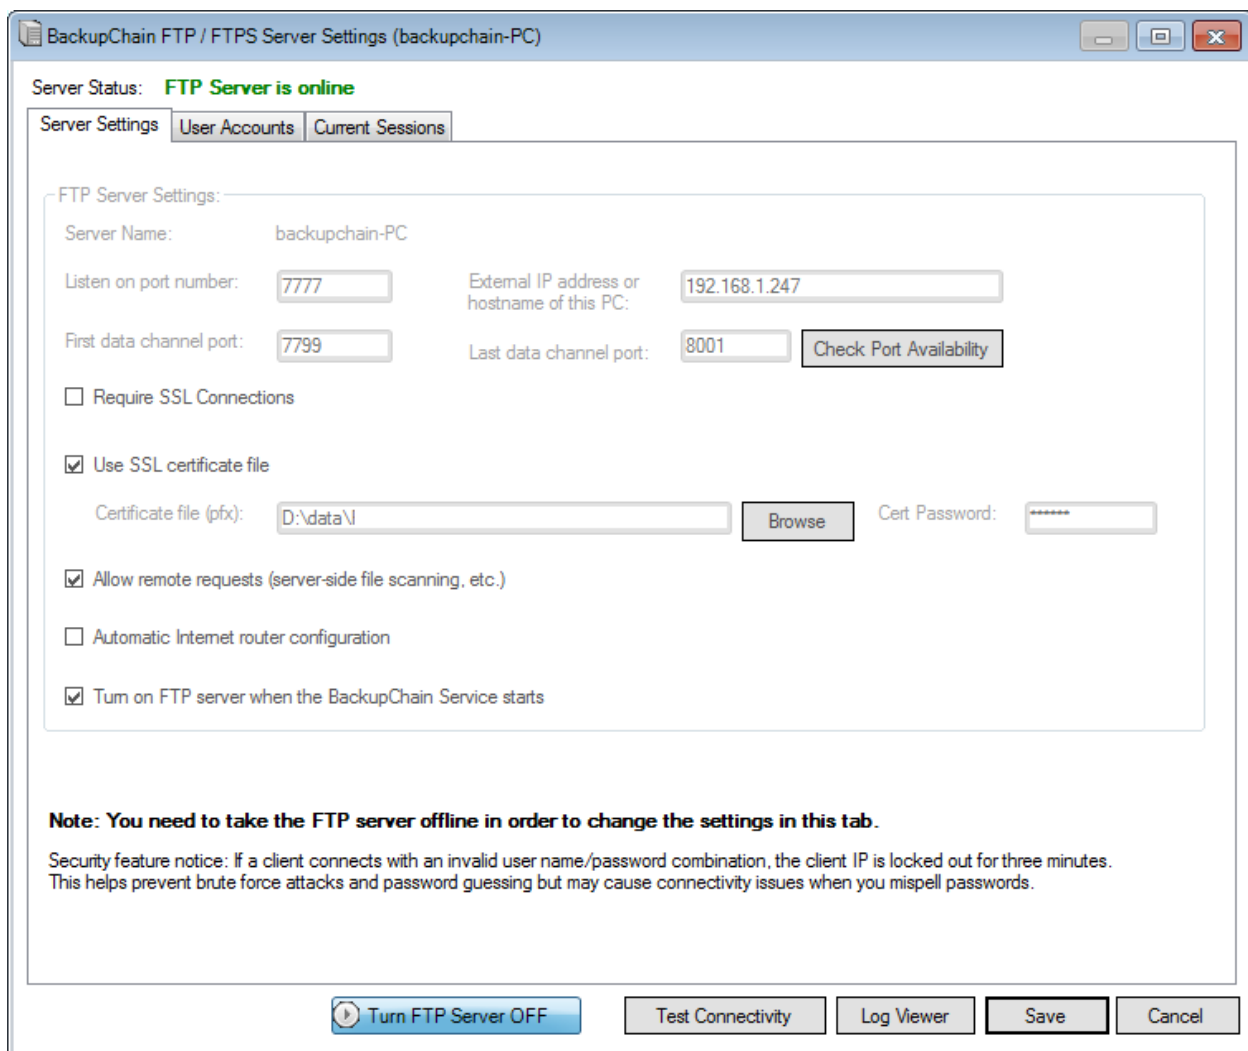 BackupChain FTP / FTPS Server Settings (backupchain-PC)
Server Status: FTP Server is online
Server Settings User Accounts Current Sessions
FTP Server Settings:
Server Name: backupchain-PC
Listen on port number: 7777
External IP address or
hostname of this PC:
192.168.1.247
First data channel port: 7799
Last data channel port: 8001 Check Port Availability
Require SSL Connections
Use SSL certificate file
Certificate file (pfx): D:\data\l Browse Cert Password: ******
Allow remote requests (server-side file scanning, etc.)
Automatic Internet router configuration
Turn on FTP server when the BackupChain Service starts
Note: You need to take the FTP server offline in order to change the settings in this tab.
Security feature notice: If a client connects with an invalid user name/password combination, the client IP is locked out for three minutes.
This helps prevent brute force attacks and password guessing but may cause connectivity issues when you mispell passwords.
Turn FTP Server OFF Test Connectivity Log Viewer Save Cancel